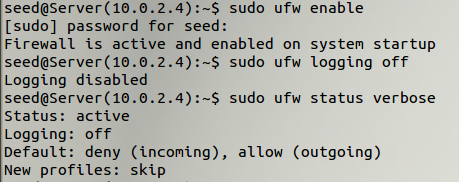 seed@Server(10.0.2.4):~$ sudo ufw enable
[sudo] password for seed:
Firewall is active and enabled on system startup
seed@Server(10.0.2.4):~$ sudo ufw logging off
Logging disabled
seed@Server(10.0.2.4):~$ sudo ufw status verbose
Status: active
Logging: off
Default: deny (incoming), allow (outgoing)
New profiles: skip